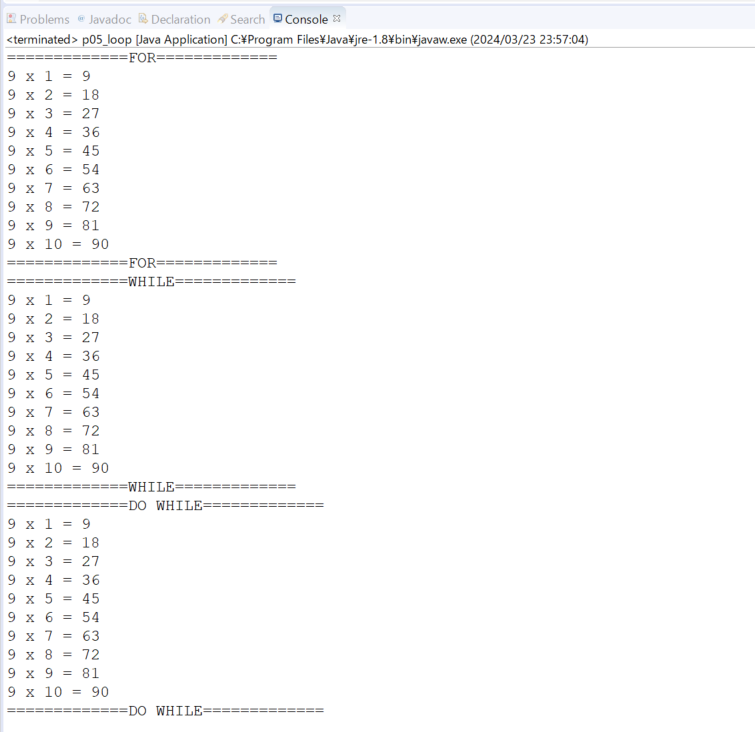 Problems @ Javadoc Declaration Search Console
<terminated> p05_loop [Java Application] C:¥Program Files¥Java¥jre-1.8¥bin¥javaw.exe (2024/03/23 23:57:04)
=============FOR=============
9 x 1 = 9
9 x 2 = 18
9 x 3 = 27
9 x 4 = 36
9 x 5 = 45
9 x 6 = 54
9 x 7 = 63
9 x 8 = 72
9 x 9 = 81
9 x 10 = 90
=============FOR=============
=============WHILE=============
9 x 1 = 9
9 x 2 = 18
9 x 3 = 27
9 x 4 = 36
9 x 5 = 45
9 x 6 = 54
9 x 7 = 63
9 x 8 = 72
9 x 9 = 81
9 x 10 = 90
=============WHILE=============
=============DO WHILE=============
9 x 1 = 9
9 x 2 = 18
9 x 3 = 27
9 x 4 = 36
9 x 5 = 45
9 x 6 = 54
9 x 7 = 63
9 x 8 = 72
9 x 9 = 81
9 x 10 = 90
=============DO WHILE=============